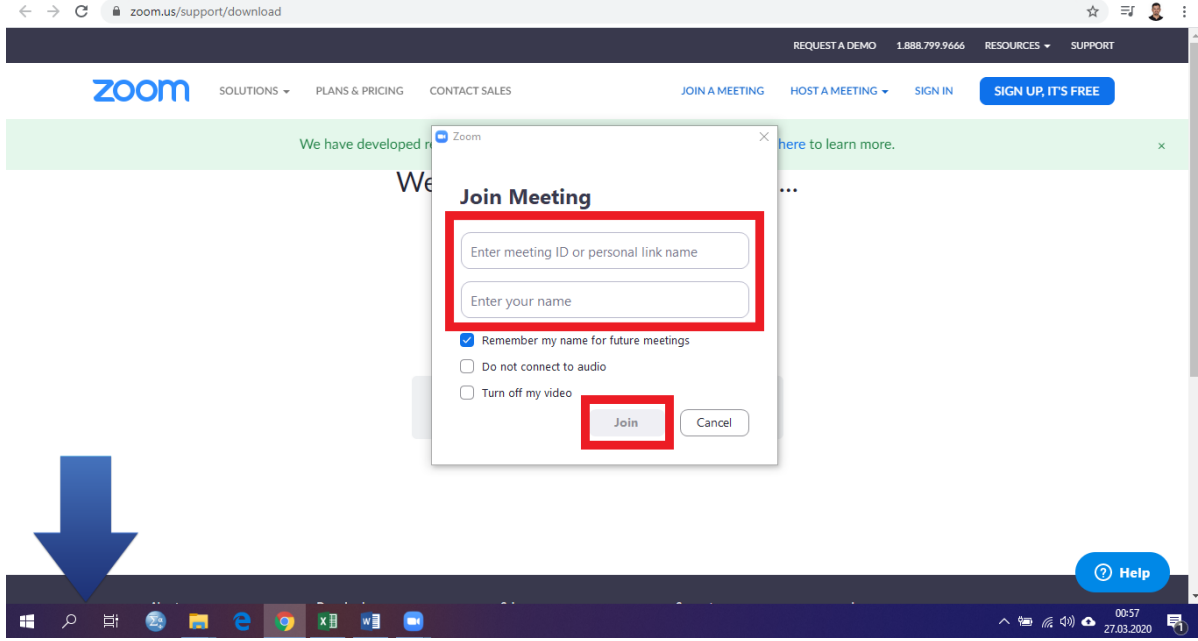 zoom.us/support/download
REQUEST A DEMO 1.888.799.9666 RESOURCES SUPPORT
zoom SOLUTIONS PLANS & PRICING CONTACT SALES JOIN A MEETING HOST A MEETING SIGN IN SIGN UP, IT'S FREE
We have developed here to learn more.
Zoom
We ...
Join Meeting
Enter meeting ID or personal link name
Enter your name
Remember my name for future meetings
Do not connect to audio
Turn off my video
Join Cancel
Help
00:57
27.03.2020
1